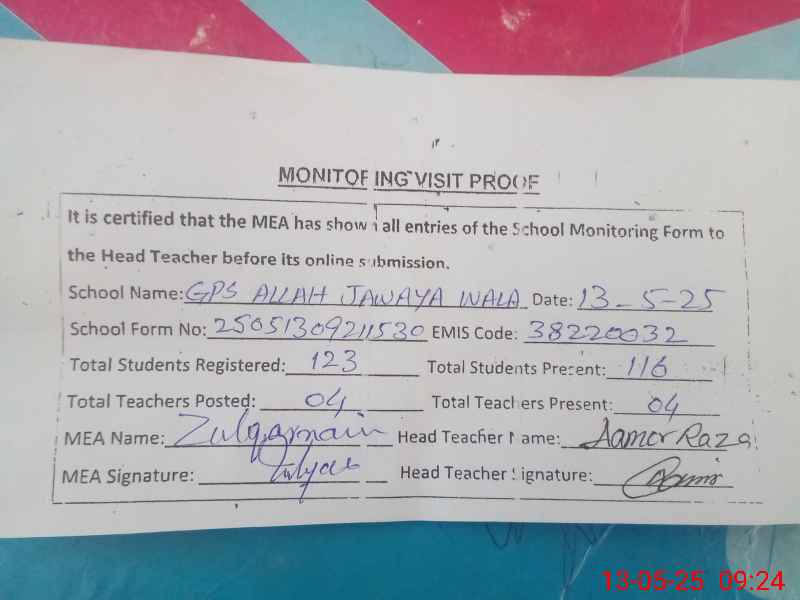 MONITORING VISIT PROOF
It is certified that the MEA has shown all entries of the School Monitoring Form to
the Head Teacher before its online submission.
School Name: GPS ALLAH JAWAYA WALA Date: 13-5-25
School Form No: 25051309211530 EMIS Code: 38220032
Total Students Registered: 123 Total Students Present: 116
Total Teachers Posted: 04 Total Teachers Present: 04
MEA Name: Zulqarnain Head Teacher Name: Aamer Raza
MEA Signature: Head Teacher Signature:
13-05-25 09:24